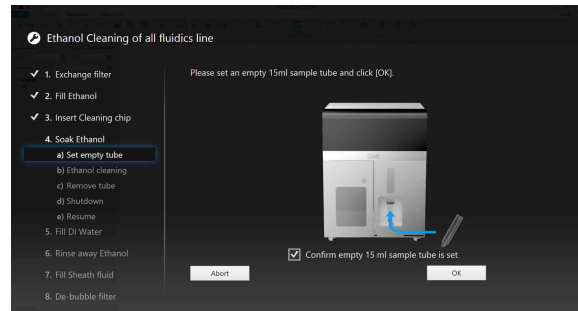 Ethanol Cleaning of all fluidics line
1. Exchange filter
2. Fill Ethanol
3. Insert Cleaning chip
4. Soak Ethanol
a) Set empty tube
b) Ethanol cleaning
c) Remove tube
d) Shutdown
e) Resume
5. Fill DI Water
6. Rinse away Ethanol
7. Fill Sheath fluid
8. De-bubble filter
Please set an empty 15ml sample tube and click [OK].
Confirm empty 15 ml sample tube is set
Abort
OK